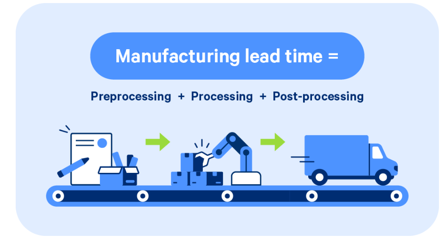 Manufacturing lead time =
Preprocessing + Processing + Post-processing